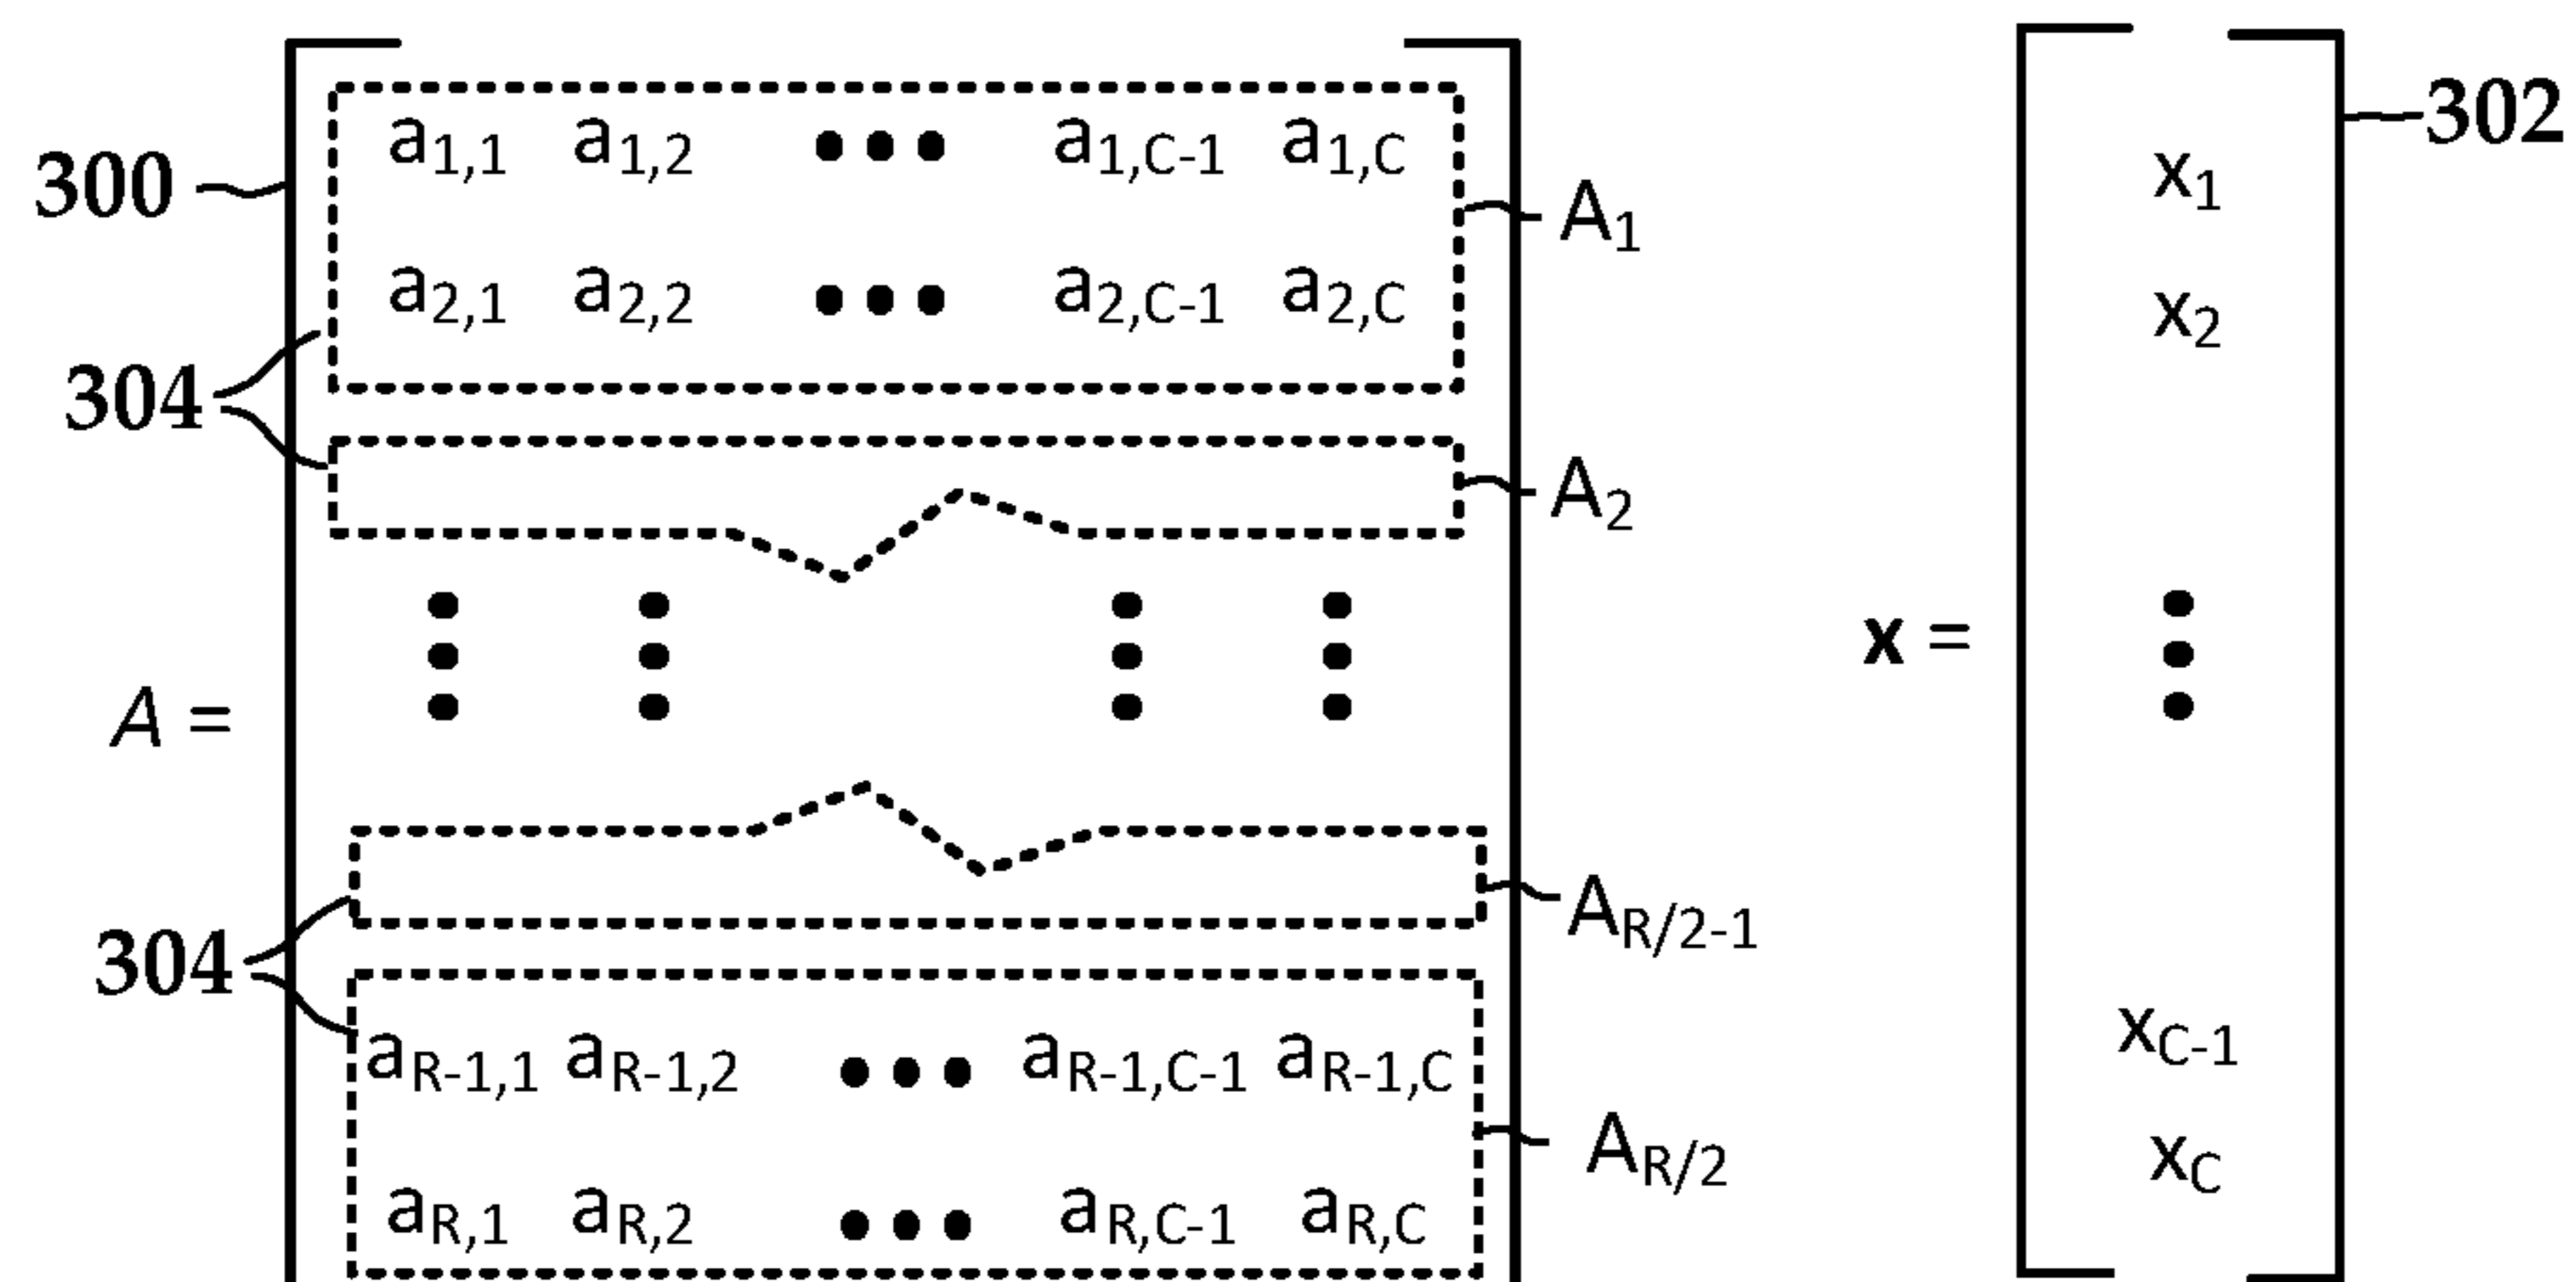 302
a1,1 a1,2 ●●● a1,C-1 a1,C
300
x1
A1
a2,1 a2,2 ●●● a2,C-1 a2,C
x2
304
A2
x =
A =
AR/2-1
304
xC-1
aR-1,1 aR-1,2 ●●● aR-1,C-1 aR-1,C
AR/2
xC
aR,1 aR,2 ●●● aR,C-1 aR,C